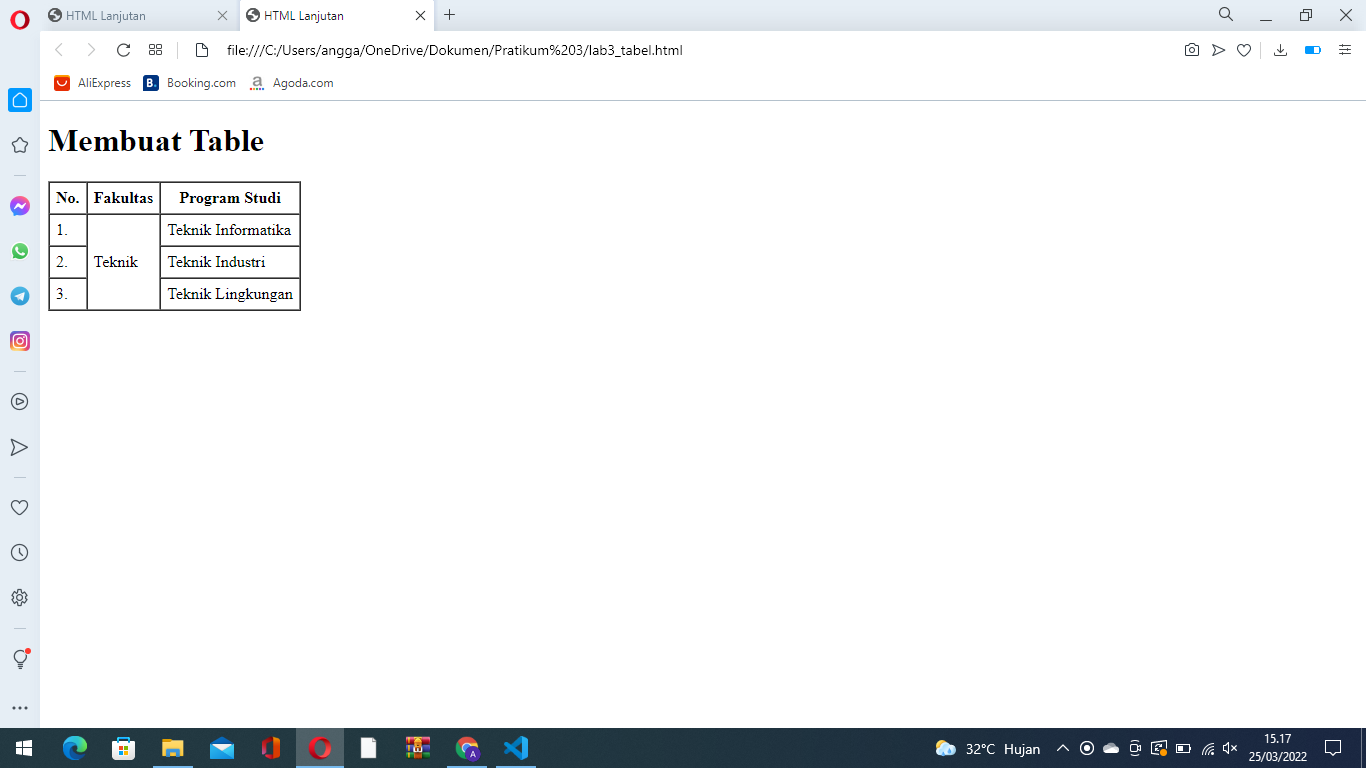 HTML Lanjutan
HTML Lanjutan
file:///C:/Users/angga/OneDrive/Dokumen/Pratikum%203/lab3_tabel.html
AliExpress
B.
Booking.com
a
Agoda.com
Membuat Table
No. Fakultas Program Studi
1. Teknik Informatika
2. Teknik Teknik Industri
3. Teknik Lingkungan
A
32°C Hujan
15.17
25/03/2022